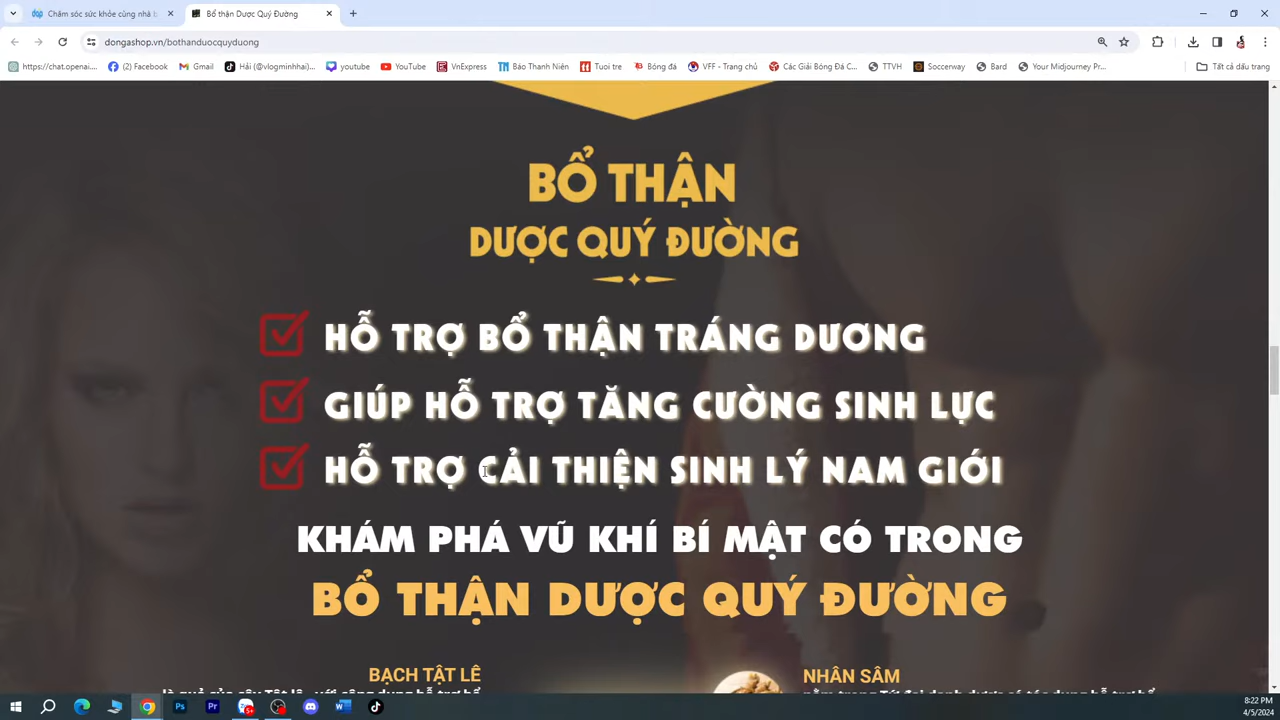 Chăm sóc sức khỏe cùng nhà
Bổ thận Dược Quý Đường
dongashop.vn/bothanduocquyduong
https://chat.openai....
(2) Facebook
Gmail
Hải (@vlogminhhai)...
youtube
YouTube
VnExpress
Báo Thanh Niên
Tuoi tre
Bóng đá
VFF - Trang chủ
Các Giải Bóng Đá C...
TTVH
Soccerway
Bard
Your Midjourney Pr...
Tất cả dấu trang
BỔ THẬN
DƯỢC QUÝ ĐƯỜNG
HỖ TRỢ BỔ THẬN TRÁNG DƯƠNG
GIÚP HỖ TRỢ TĂNG CƯỜNG SINH LỰC
HỖ TRỢ CẢI THIỆN SINH LÝ NAM GIỚI
KHÁM PHÁ VŨ KHÍ BÍ MẬT CÓ TRONG
BỔ THẬN DƯỢC QUÝ ĐƯỜNG
BẠCH TẬT LÊ
NHÂN SÂM
8:22 PM
4/5/2024